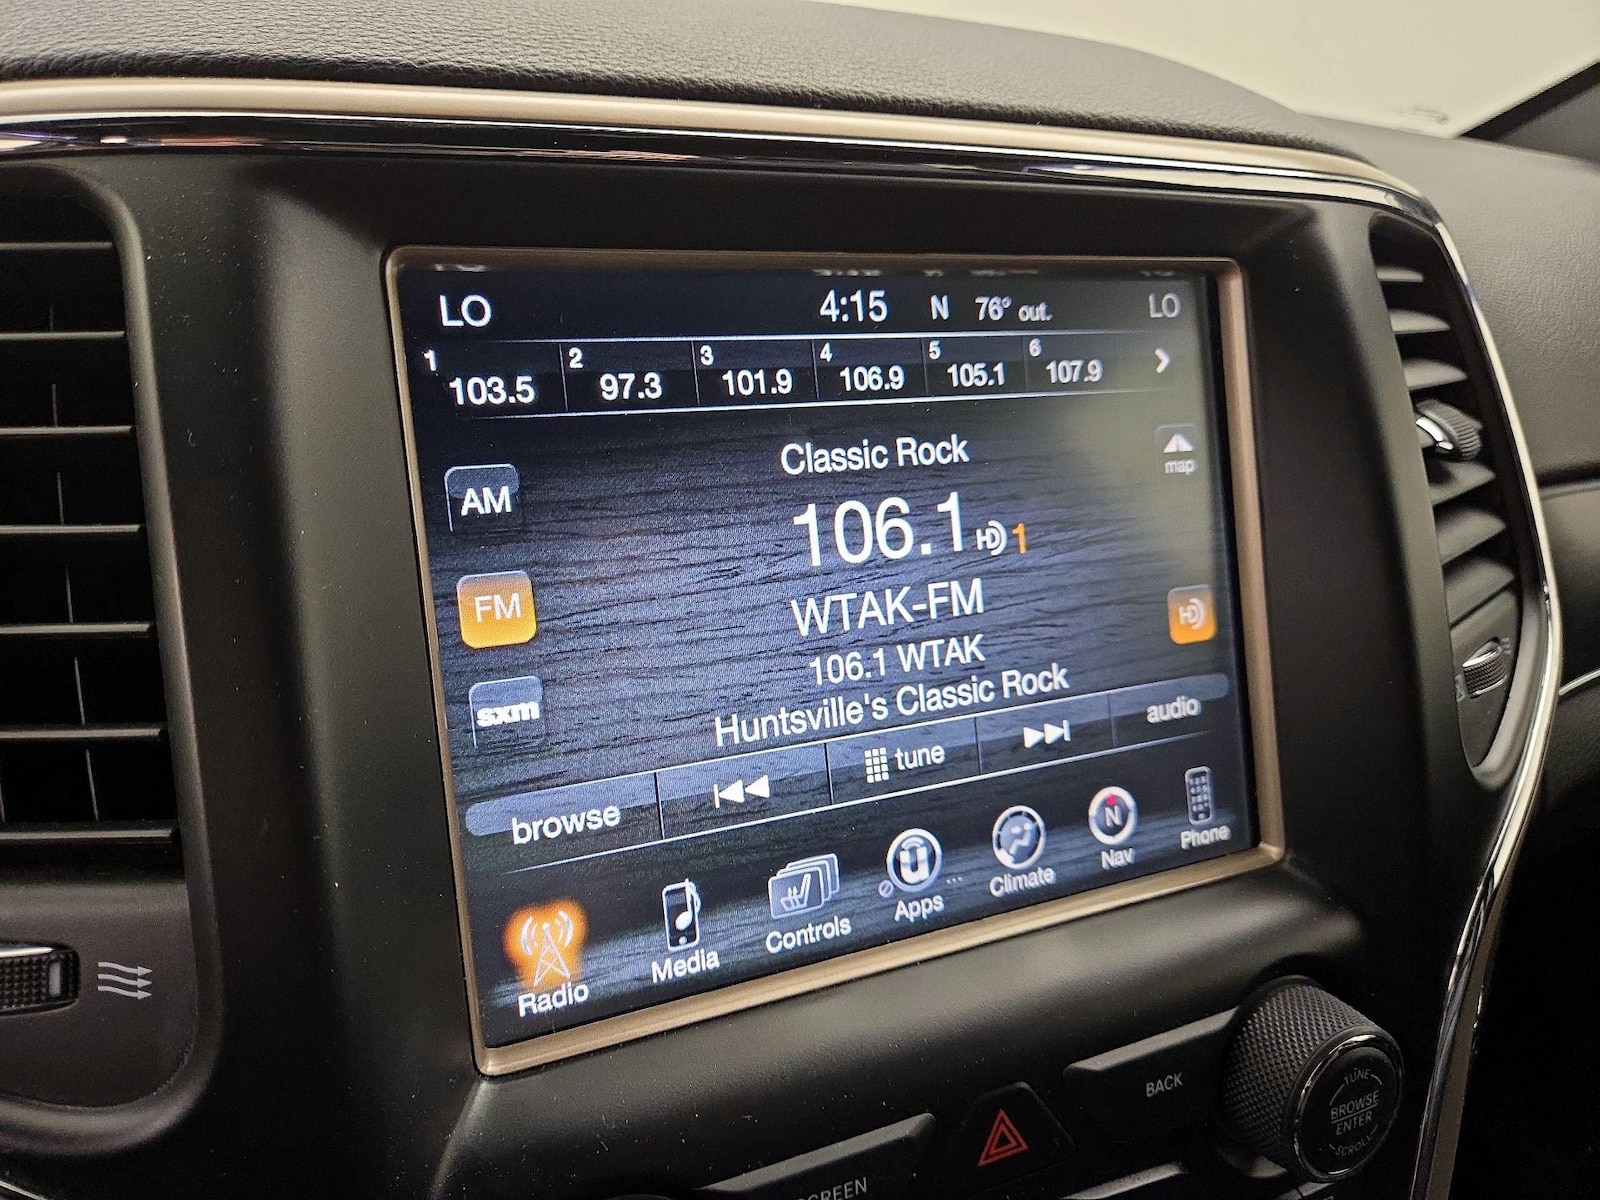 LO 4:15 N 76° out. LO
1 103.5 2 97.3 3 101.9 4 106.9 5 105.1 6 107.9
Classic Rock
map
AM
106.1 HD 1
FM
WTAK-FM
HD
106.1 WTAK
sxm
Huntsville's Classic Rock
browse tune audio
Radio Media Controls Apps Climate N Nav Phone
BACK
TUNE
BROWSE
ENTER
SCROLL